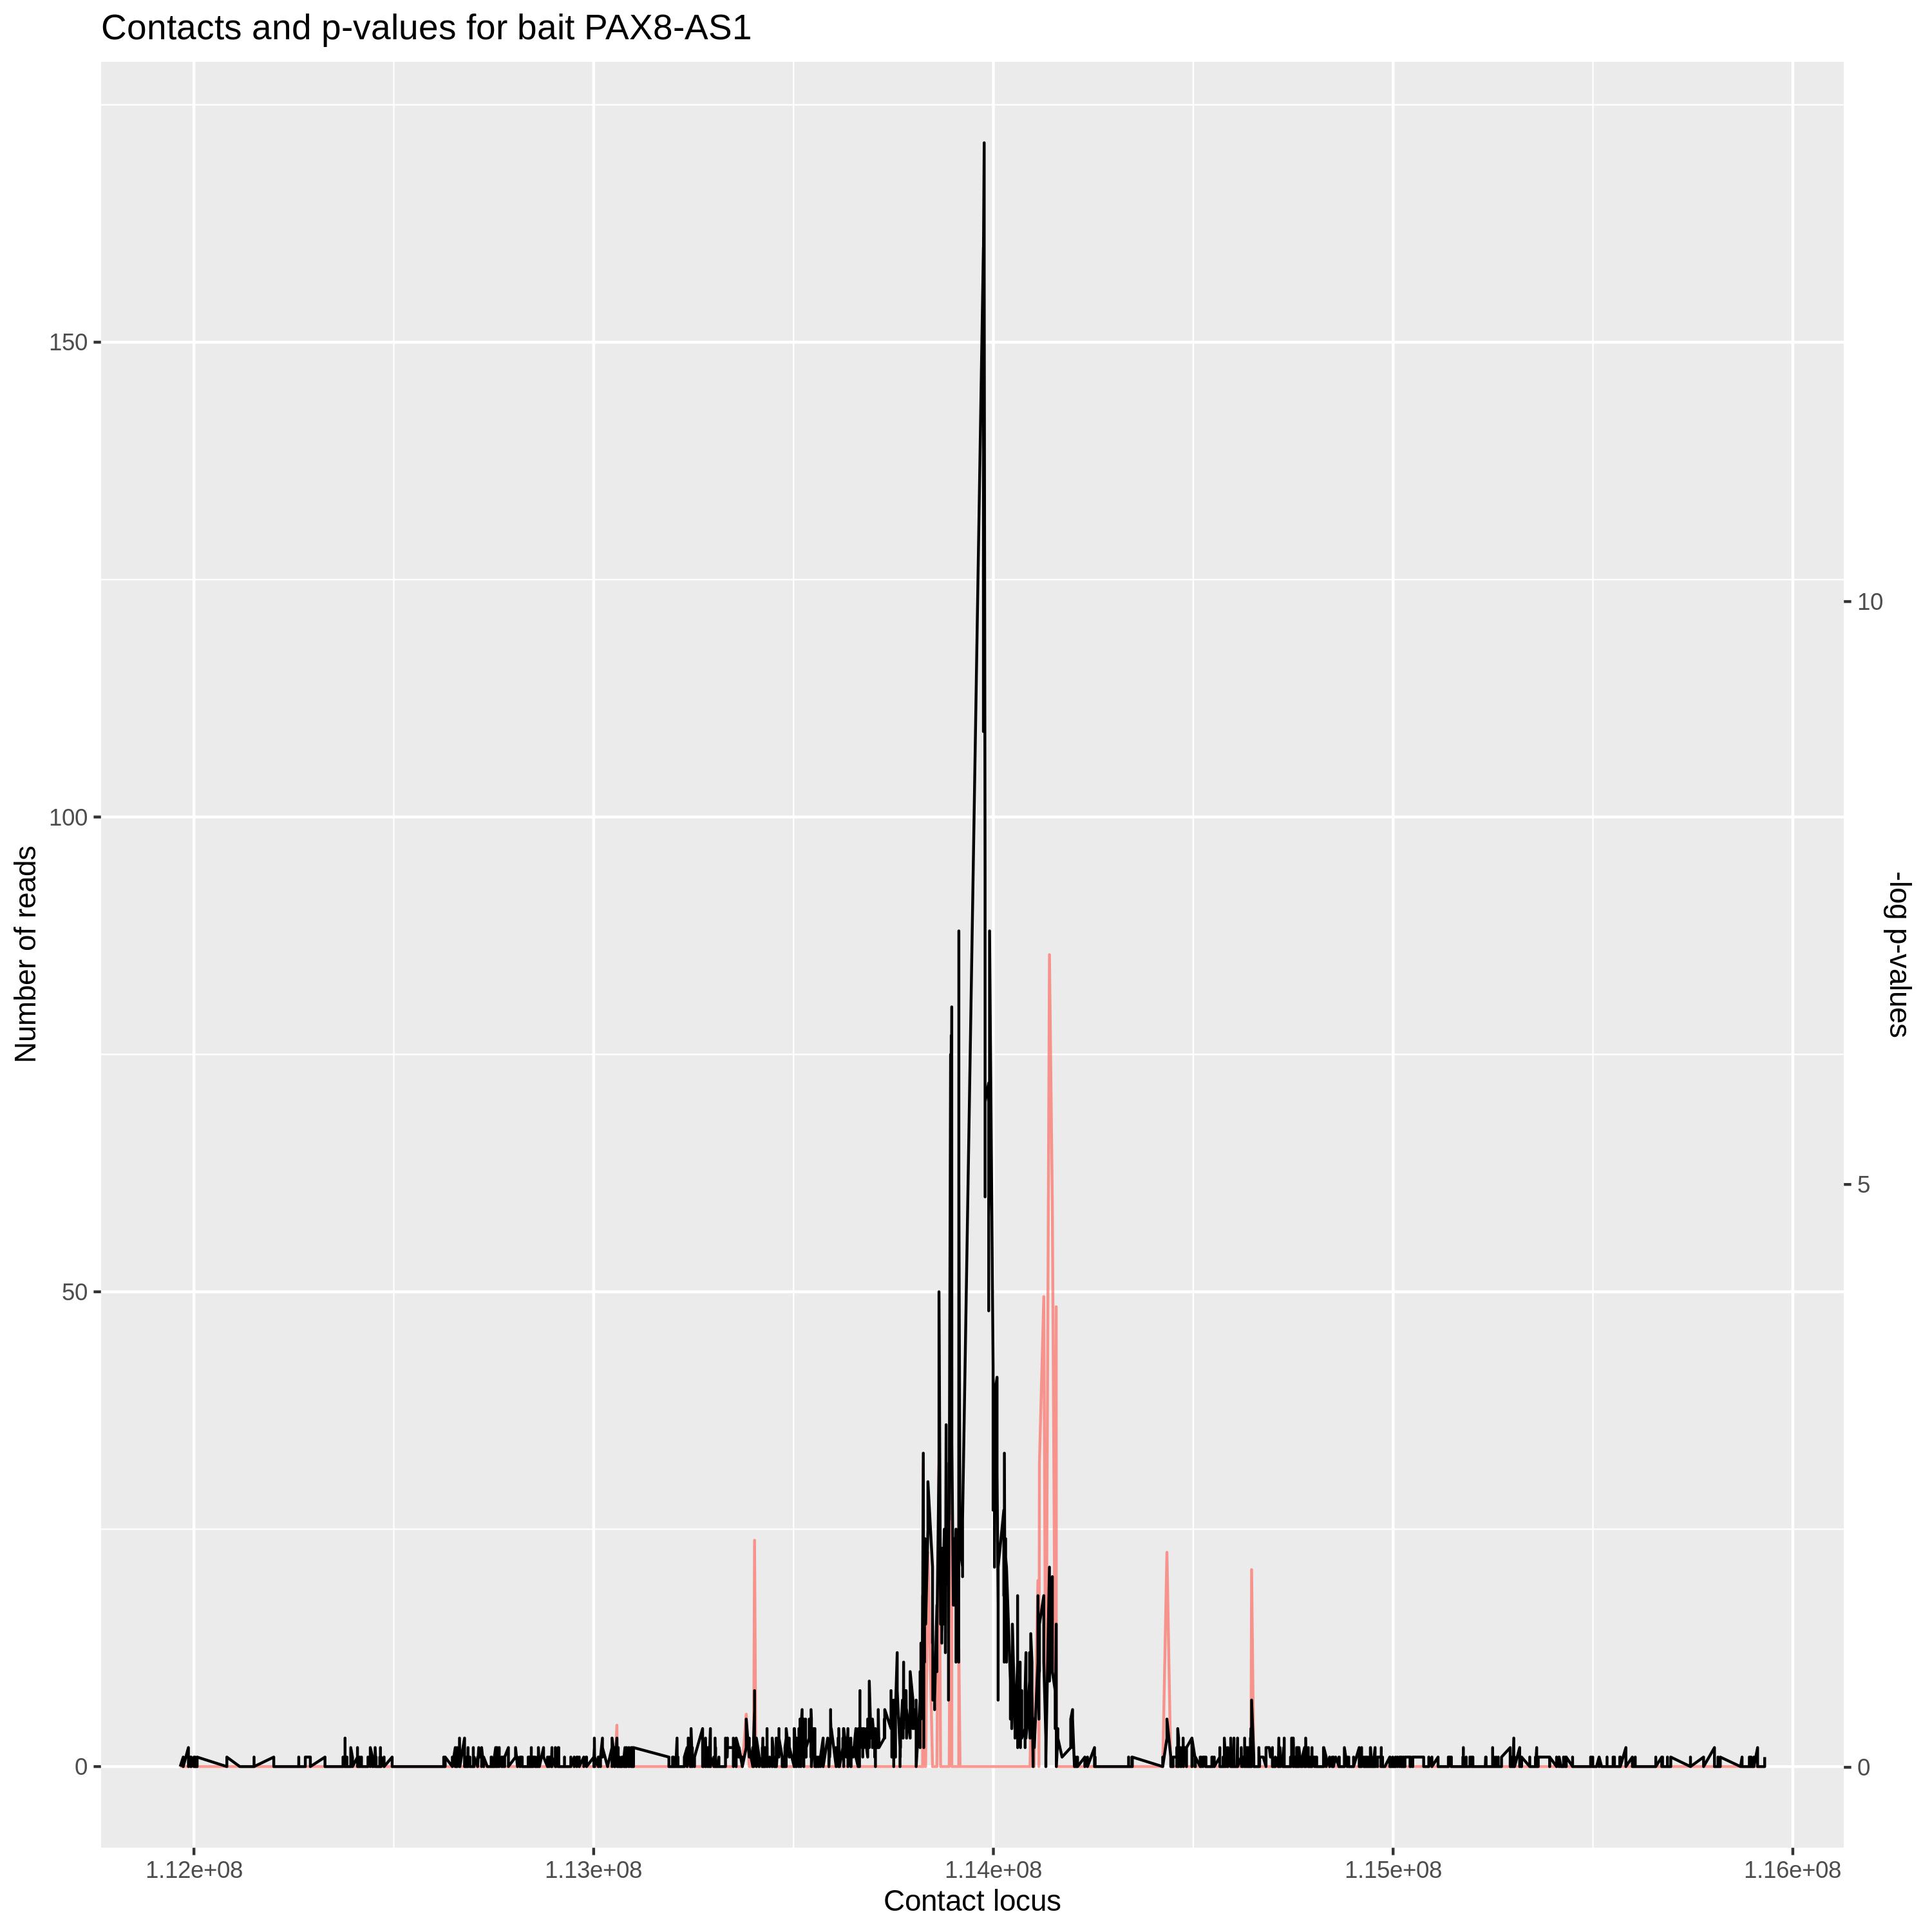 Contacts and p-values for bait PAX8-AS1
150
100
50
0
Number of reads
10
5
0
-log p-values
1.12e+08
1.13e+08
1.14e+08
1.15e+08
1.16e+08
Contact locus